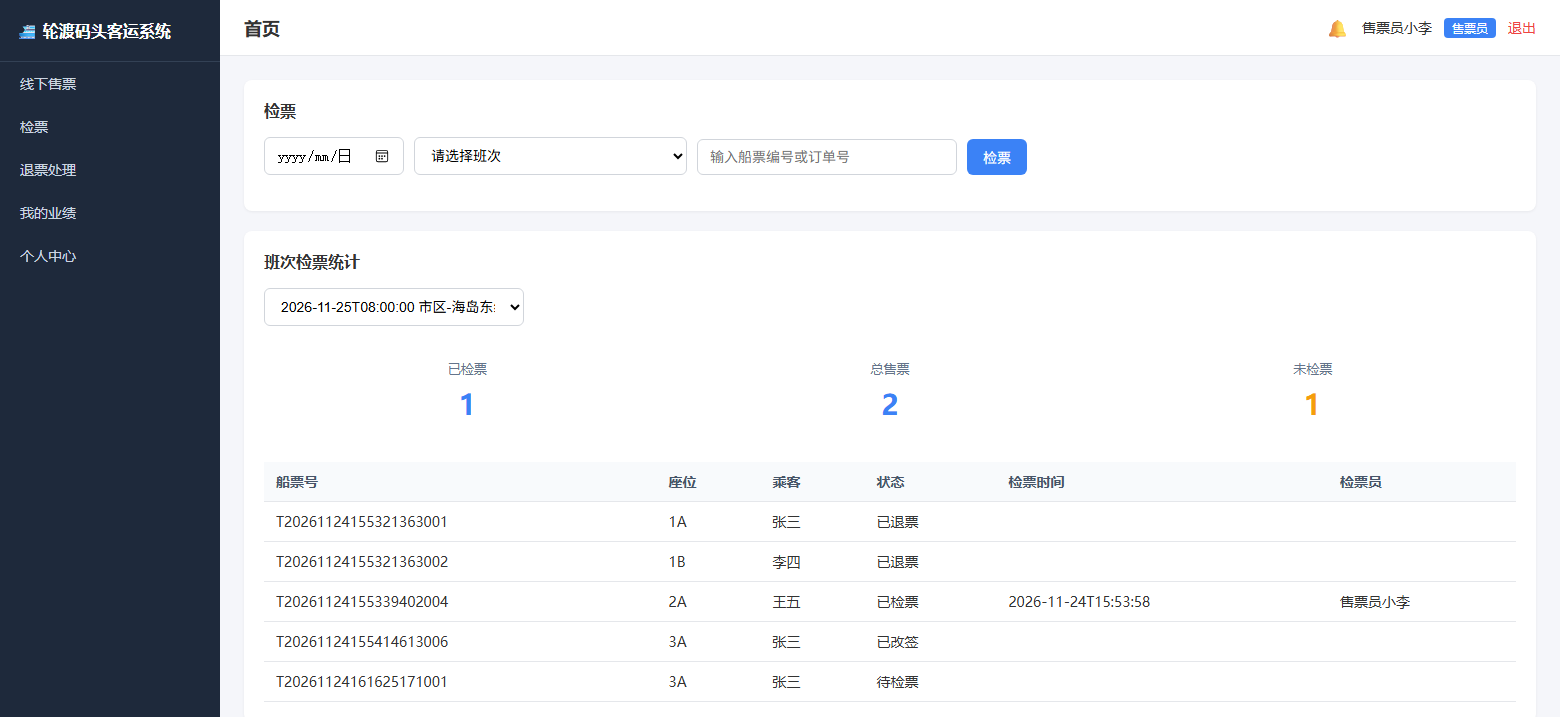 轮渡码头客运系统
线下售票
检票
退票处理
我的业绩
个人中心
首页
售票员小李 售票员 退出
检票
yyyy/mm/日 请选择班次 输入船票编号或订单号 检票
班次检票统计
2026-11-25T08:00:00 市区-海岛东
已检票 总售票 未检票
1 2 1
船票号 座位 乘客 状态 检票时间 检票员
T20261124155321363001 1A 张三 已退票
T20261124155321363002 1B 李四 已退票
T20261124155339402004 2A 王五 已检票 2026-11-24T15:53:58 售票员小李
T20261124155414613006 3A 张三 已改签
T20261124161625171001 3A 张三 待检票